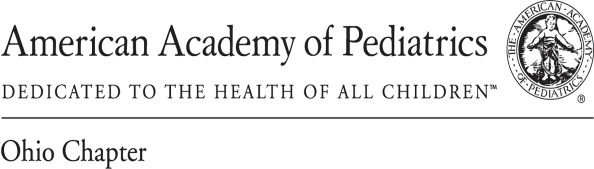 American Academy of Pediatrics
DEDICATED TO THE HEALTH OF ALL CHILDREN™
Ohio Chapter
·THE·AMERICAN·ACADEMY·OF·PEDIATRICS·
®